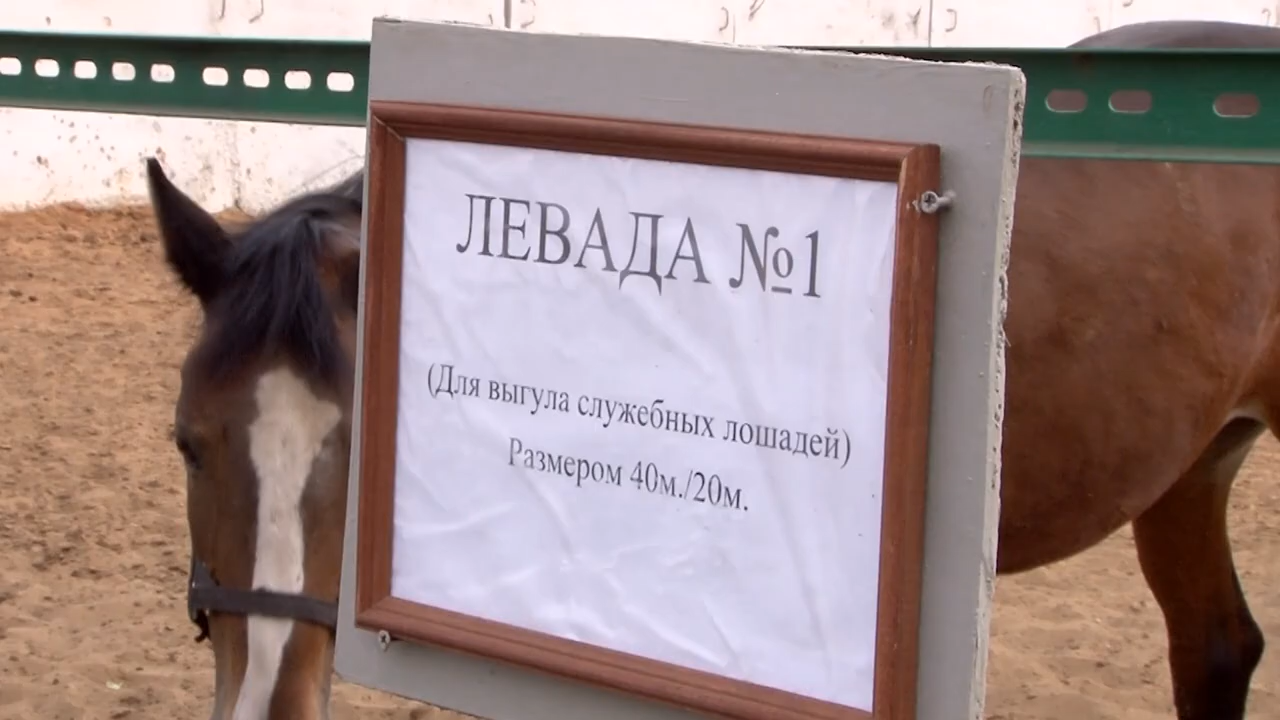 ЛЕВАДА №1
(Для выгула служебных лошадей)
Размером 40м./20м.